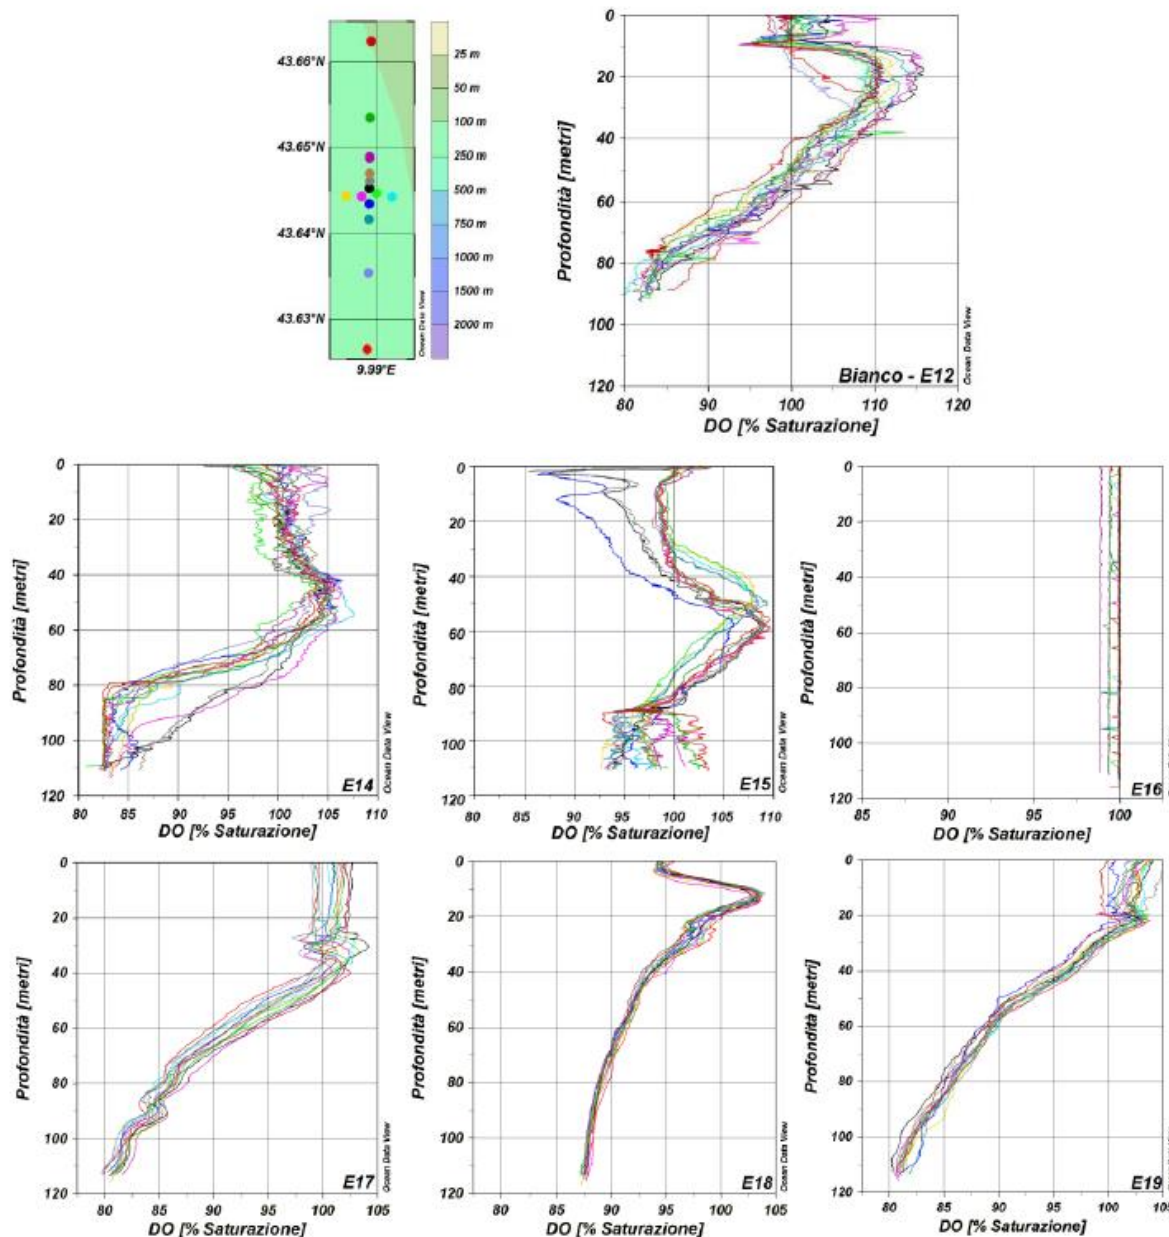 43.66°N
43.65°N
43.64°N
43.63°N
9.99°E
25 m
50 m
100 m
250 m
500 m
750 m
1000 m
1500 m
2000 m
Ocean Data View
0
20
40
60
80
100
120
Profondità [metri]
80 90 100 110 120
DO [% Saturazione]
Bianco - E12
Ocean Data View
0
20
40
60
80
100
120
Profondità [metri]
80 85 90 95 100 105 110
DO [% Saturazione]
E14
Ocean Data View
0
20
40
60
80
100
120
Profondità [metri]
80 85 90 95 100 105 110
DO [% Saturazione]
E15
Ocean Data View
0
20
40
60
80
100
120
Profondità [metri]
85 90 95 100
DO [% Saturazione]
E16
0
20
40
60
80
100
120
Profondità [metri]
80 85 90 95 100 105
DO [% Saturazione]
E17
Ocean Data View
0
20
40
60
80
100
120
Profondità [metri]
80 85 90 95 100 105
DO [% Saturazione]
E18
Ocean Data View
0
20
40
60
80
100
120
Profondità [metri]
80 85 90 95 100 105
DO [% Saturazione]
E19